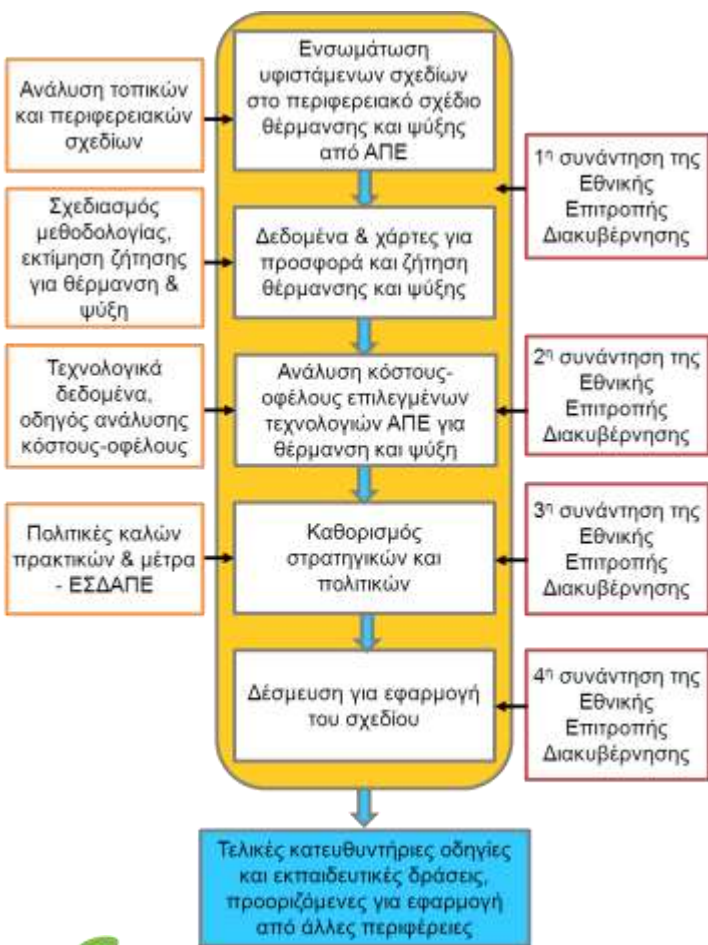 Ενσωμάτωση
υφιστάμενων σχεδίων
στο περιφερειακό σχέδιο
θέρμανσης και ψύξης
από ΑΠΕ
Ανάλυση τοπικών
και περιφερειακών
σχεδίων
1η συνάντηση της
Εθνικής
Επιτροπής
Διακυβέρνησης
Σχεδιασμός
μεθοδολογίας,
εκτίμηση ζήτησης
για θέρμανση &
ψύξη
Δεδομένα & χάρτες για
προσφορά και ζήτηση
θέρμανσης και ψύξης
Τεχνολογικά
δεδομένα,
οδηγός ανάλυσης
κόστους-οφέλους
Ανάλυση κόστους-
οφέλους επιλεγμένων
τεχνολογιών ΑΠΕ για
θέρμανση και ψύξη
2η συνάντηση της
Εθνικής
Επιτροπής
Διακυβέρνησης
Πολιτικές καλών
πρακτικών & μέτρα
- ΕΣΔΑΠΕ
Καθορισμός
στρατηγικών και
πολιτικών
3η συνάντηση της
Εθνικής
Επιτροπής
Διακυβέρνησης
Δέσμευση για εφαρμογή
του σχεδίου
4η συνάντηση της
Εθνικής
Επιτροπής
Διακυβέρνησης
Τελικές κατευθυντήριες οδηγίες
και εκπαιδευτικές δράσεις,
προοριζόμενες για εφαρμογή
από άλλες περιφέρειες